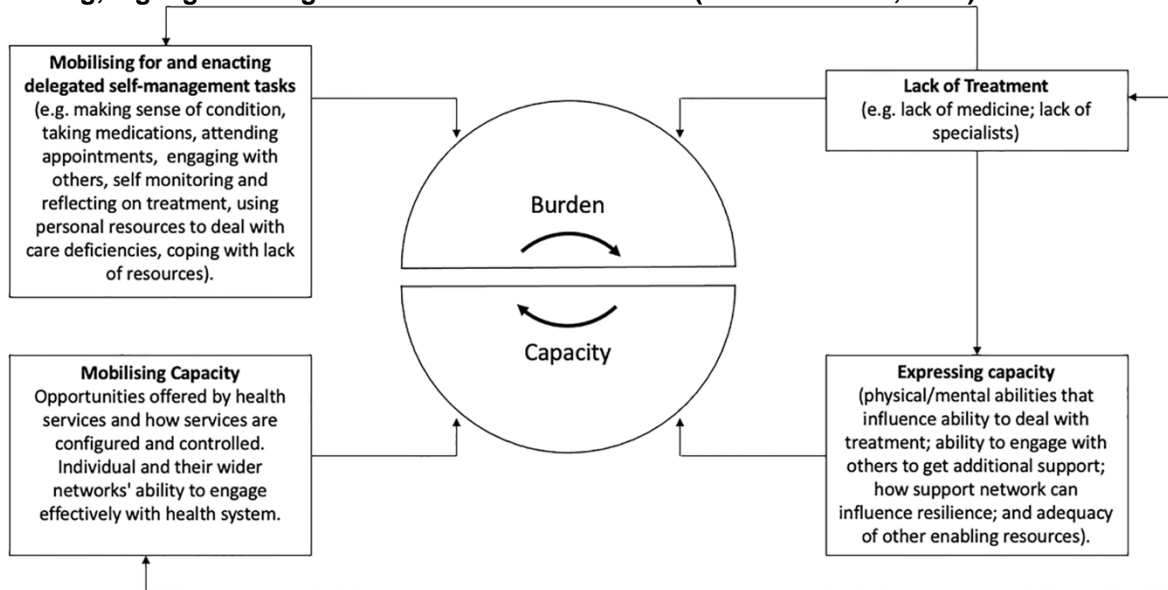 Mobilising for and enacting
delegated self-management tasks
(e.g. making sense of condition,
taking medications, attending
appointments, engaging with
others, self monitoring and
reflecting on treatment, using
personal resources to deal with
care deficiencies, coping with lack
of resources).
Lack of Treatment
(e.g. lack of medicine; lack of
specialists)
Burden
Capacity
Mobilising Capacity
Opportunities offered by health
services and how services are
configured and controlled.
Individual and their wider
networks' ability to engage
effectively with health system.
Expressing capacity
(physical/mental abilities that
influence ability to deal with
treatment; ability to engage with
others to get additional support;
how support network can
influence resilience; and adequacy
of other enabling resources).